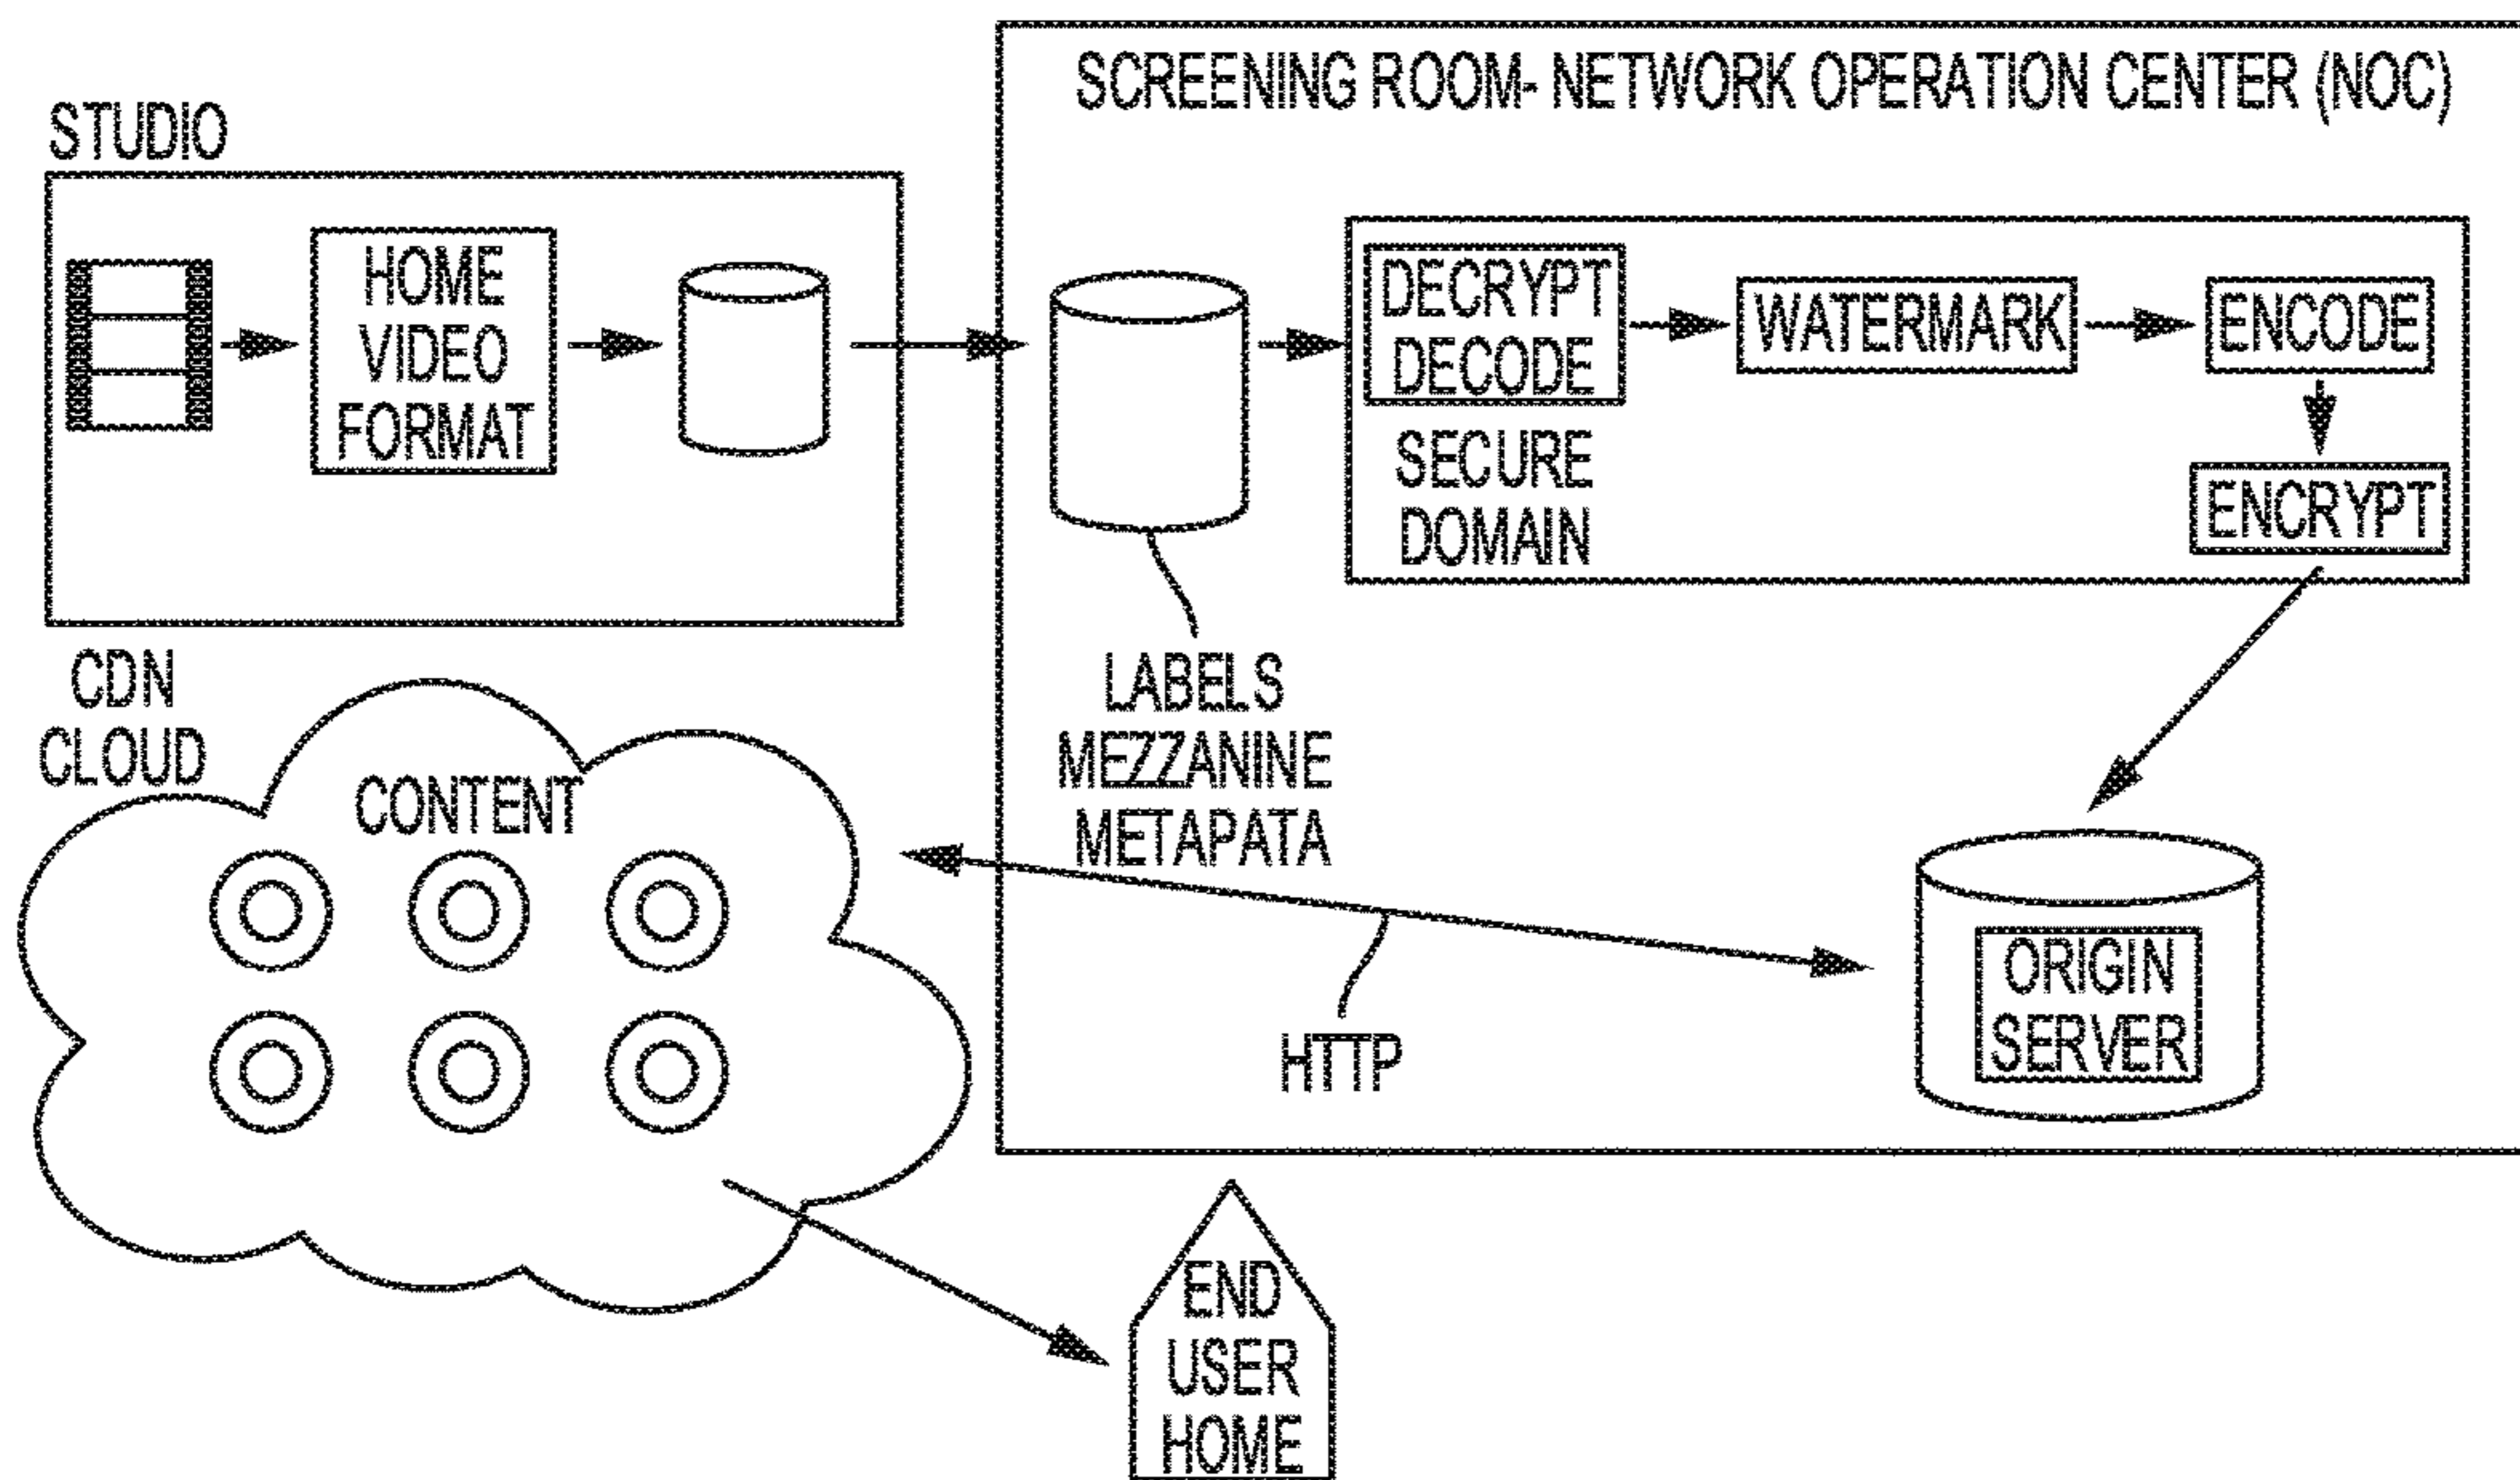 SCREENING ROOM- NETWORK OPERATION CENTER (NOC)
STUDIO
HOME
VIDEO
FORMAT
DECRYPT
DECODE
WATERMARK
ENCODE
SECURE
DOMAIN
ENCRYPT
LABELS
MEZZANINE
METAPATA
CDN
CLOUD
CONTENT
HTTP
ORIGIN
SERVER
END
USER
HOME